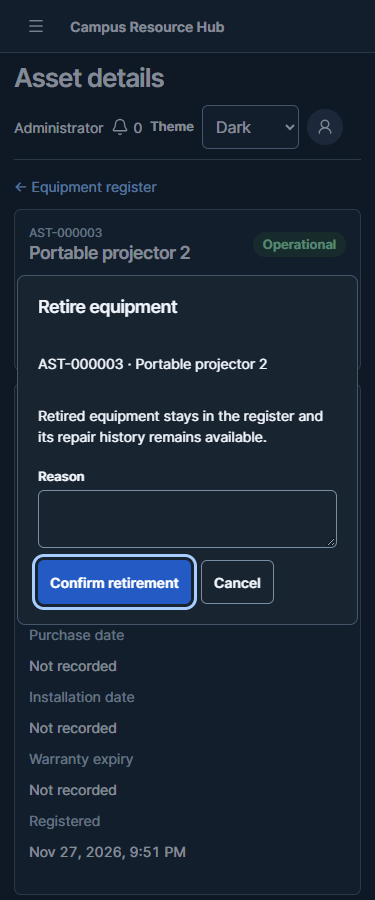 Campus Resource Hub
Asset details
Administrator 0 Theme Dark
← Equipment register
AST-000003
Portable projector 2
Operational
Retire equipment
AST-000003 · Portable projector 2
Retired equipment stays in the register and
its repair history remains available.
Reason
Confirm retirement Cancel
Purchase date
Not recorded
Installation date
Not recorded
Warranty expiry
Not recorded
Registered
Nov 27, 2026, 9:51 PM